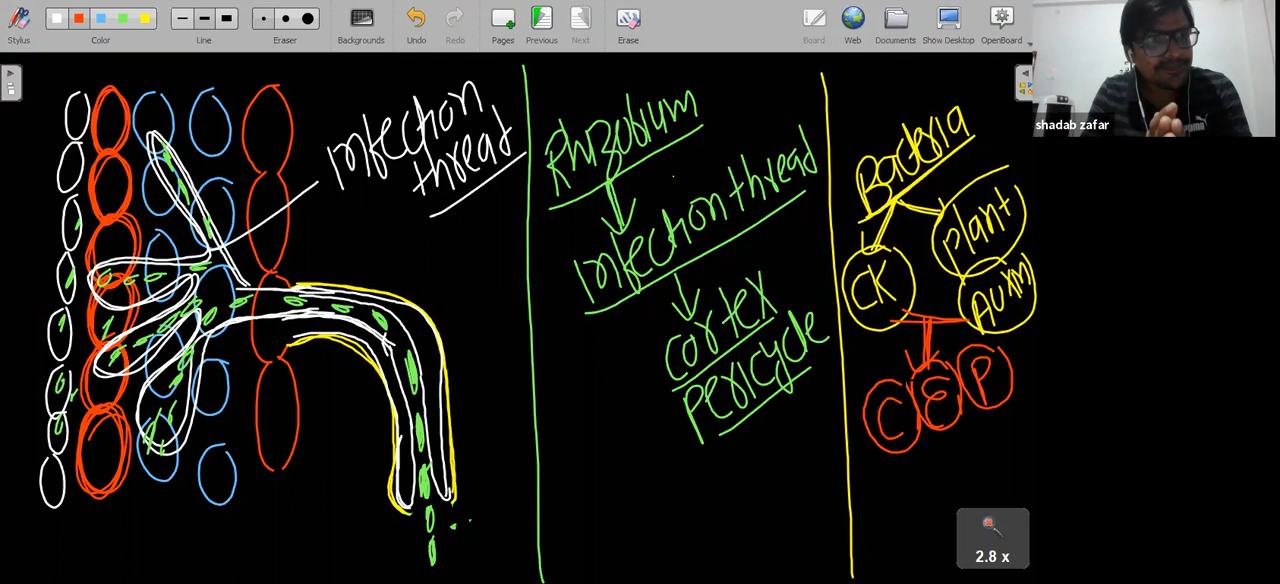 Stylus
Color
Line
Eraser
Backgrounds
Undo
Redo
Pages
Previous
Next
Erase
Board
Web
Documents
Show Desktop
OpenBoard
shadab zafar
PUMA
Infection
thread
Rhizobium
Infection thread
cortex
pericycle
Bacteria
CK
plant
Auxin
C
E
P
2.8 x